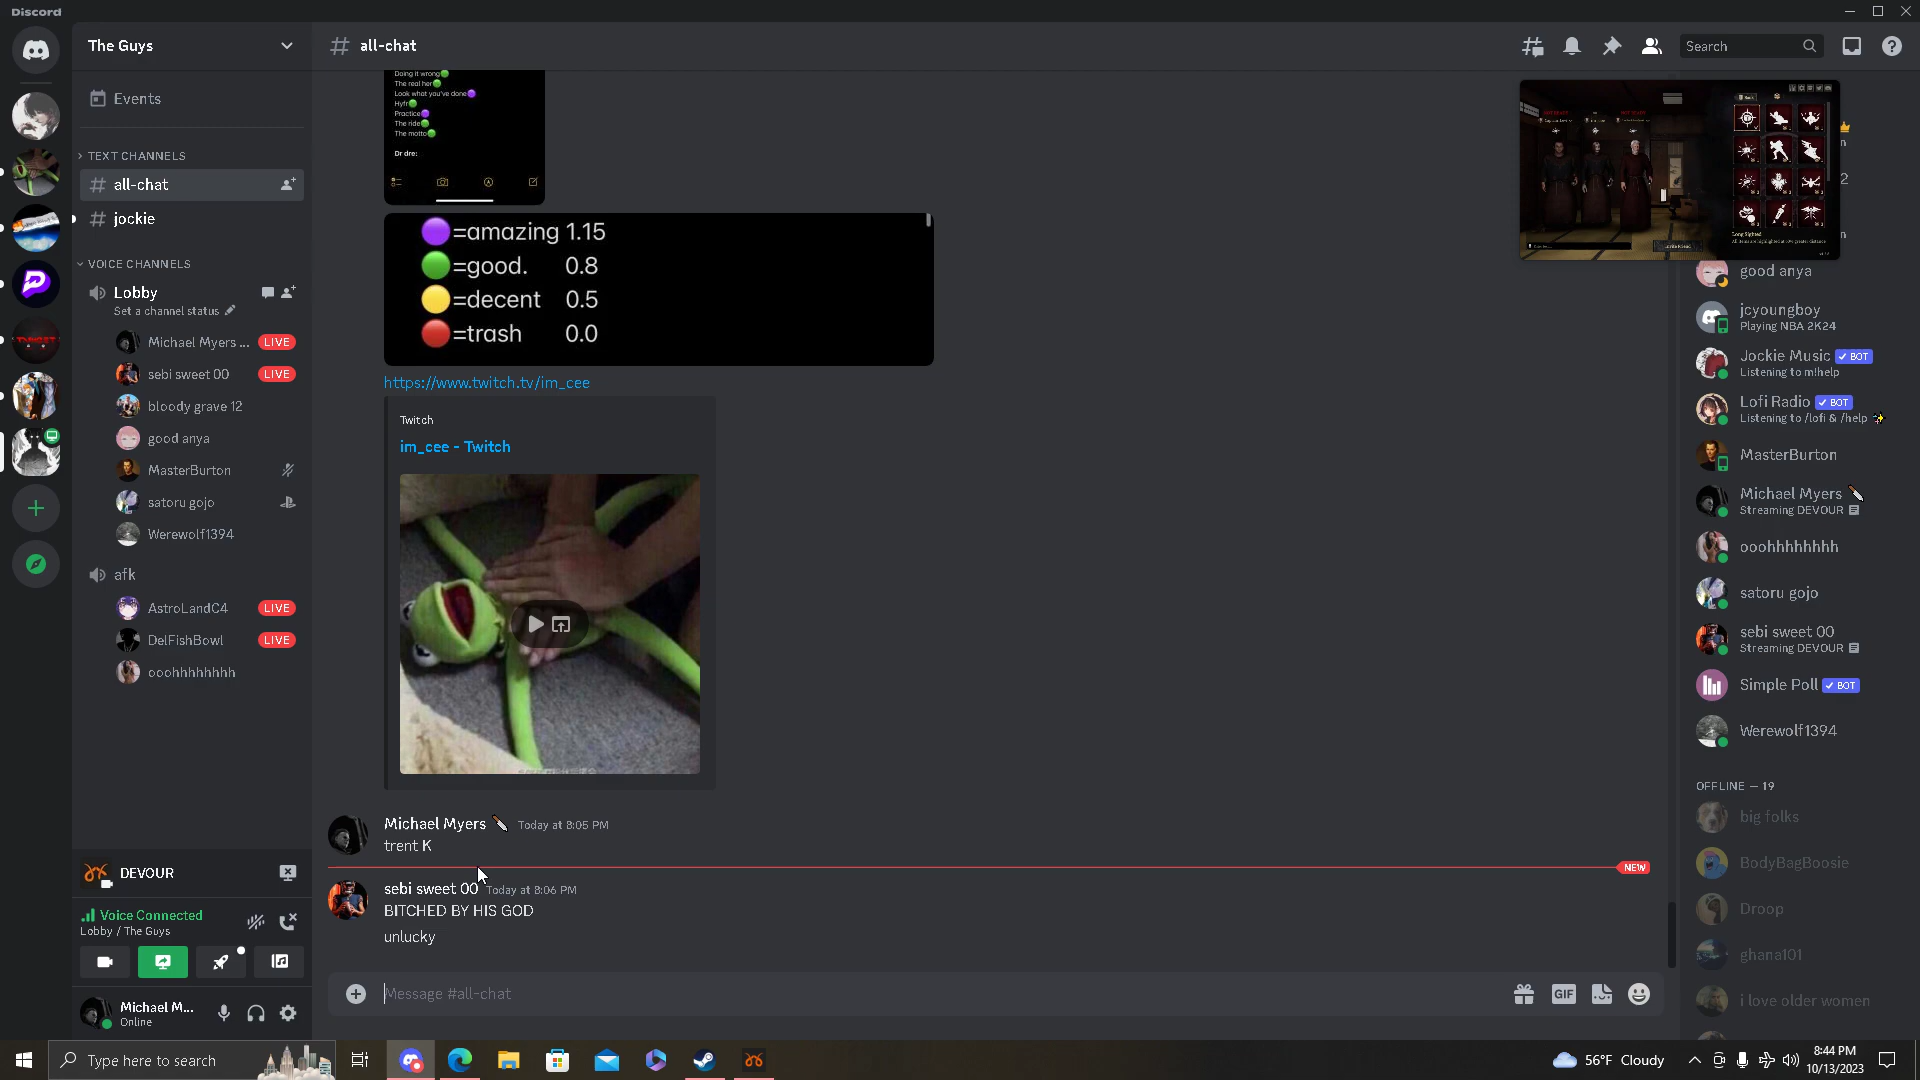 Discord
The Guys
# all-chat
Search
Events
TEXT CHANNELS
# all-chat
# jockie
VOICE CHANNELS
Lobby
Set a channel status
Michael Myers ... LIVE
sebi sweet 00 LIVE
bloody grave 12
good anya
MasterBurton
satoru gojo
Werewolf1394
afk
AstroLandC4 LIVE
DelFishBowl LIVE
ooohhhhhhhh
DEVOUR
Voice Connected
Lobby / The Guys
Michael M...
Online
Doing it wrong
The real her
Look what you've done
Hyfr
Practice
The ride
The motto
Dr dre:
=amazing 1.15
=good. 0.8
=decent 0.5
=trash 0.0
https://www.twitch.tv/im_cee
Twitch
im_cee - Twitch
Michael Myers Today at 8:05 PM
trent K
NEW
sebi sweet 00 Today at 8:06 PM
BITCHED BY HIS GOD
unlucky
Message #all-chat
GIF
Long Sighted
good anya
jcyoungboy
Playing NBA 2K24
Jockie Music BOT
Listening to m!help
Lofi Radio BOT
Listening to /lofi & /help
MasterBurton
Michael Myers
Streaming DEVOUR
ooohhhhhhhh
satoru gojo
sebi sweet 00
Streaming DEVOUR
Simple Poll BOT
Werewolf1394
OFFLINE — 19
big folks
BodyBagBoosie
Droop
ghana101
i love older women
Type here to search
56°F Cloudy
8:44 PM
10/13/2023